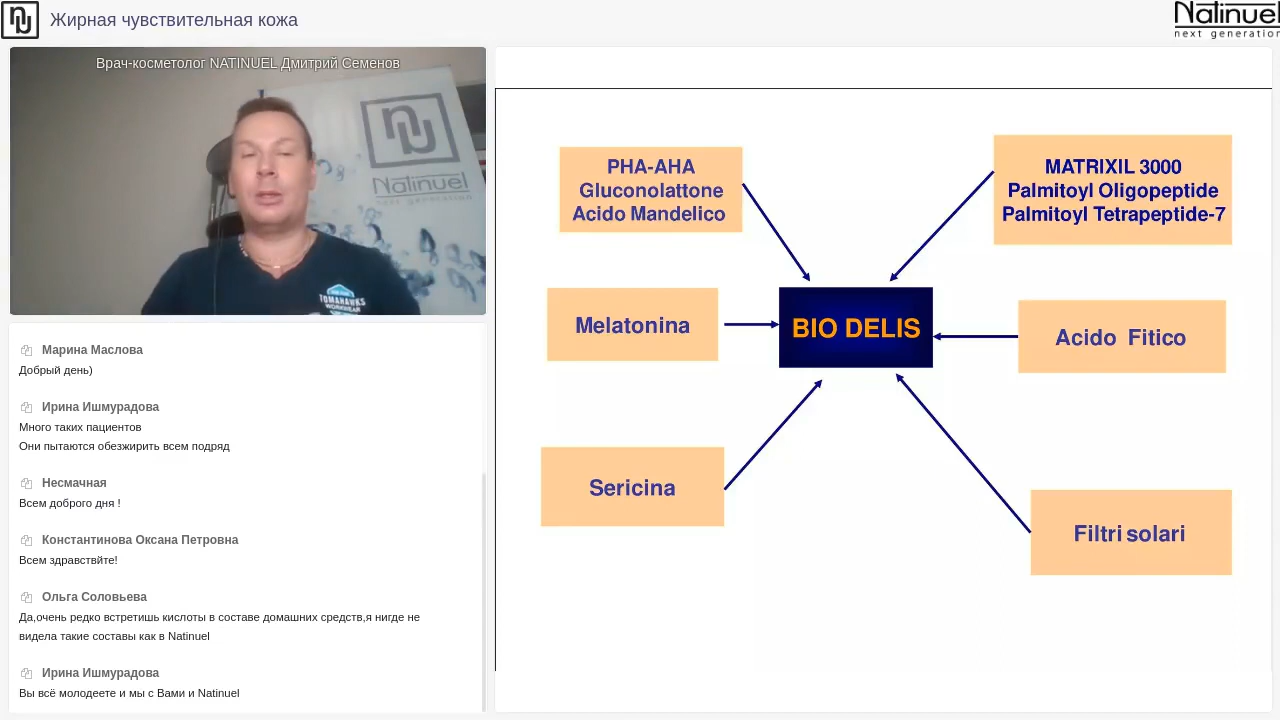 Жирная чувствительная кожа
Natinuel
next generation
Врач-косметолог NATINUEL Дмитрий Семенов
Natinuel
next generation
TOMAHAWKS
WORKWEAR
Марина Маслова
Добрый день)
Ирина Ишмурадова
Много таких пациентов
Они пытаются обезжирить всем подряд
Несмачная
Всем доброго дня !
Константинова Оксана Петровна
Всем здравствйте!
Ольга Соловьева
Да,очень редко встретишь кислоты в составе домашних средств,я нигде не
видела такие составы как в Natinuel
Ирина Ишмурадова
Вы всё молодеете и мы с Вами и Natinuel
PHA-AHA
Gluconolattone
Acido Mandelico
MATRIXIL 3000
Palmitoyl Oligopeptide
Palmitoyl Tetrapeptide-7
Melatonina
BIO DELIS
Acido Fitico
Sericina
Filtri solari